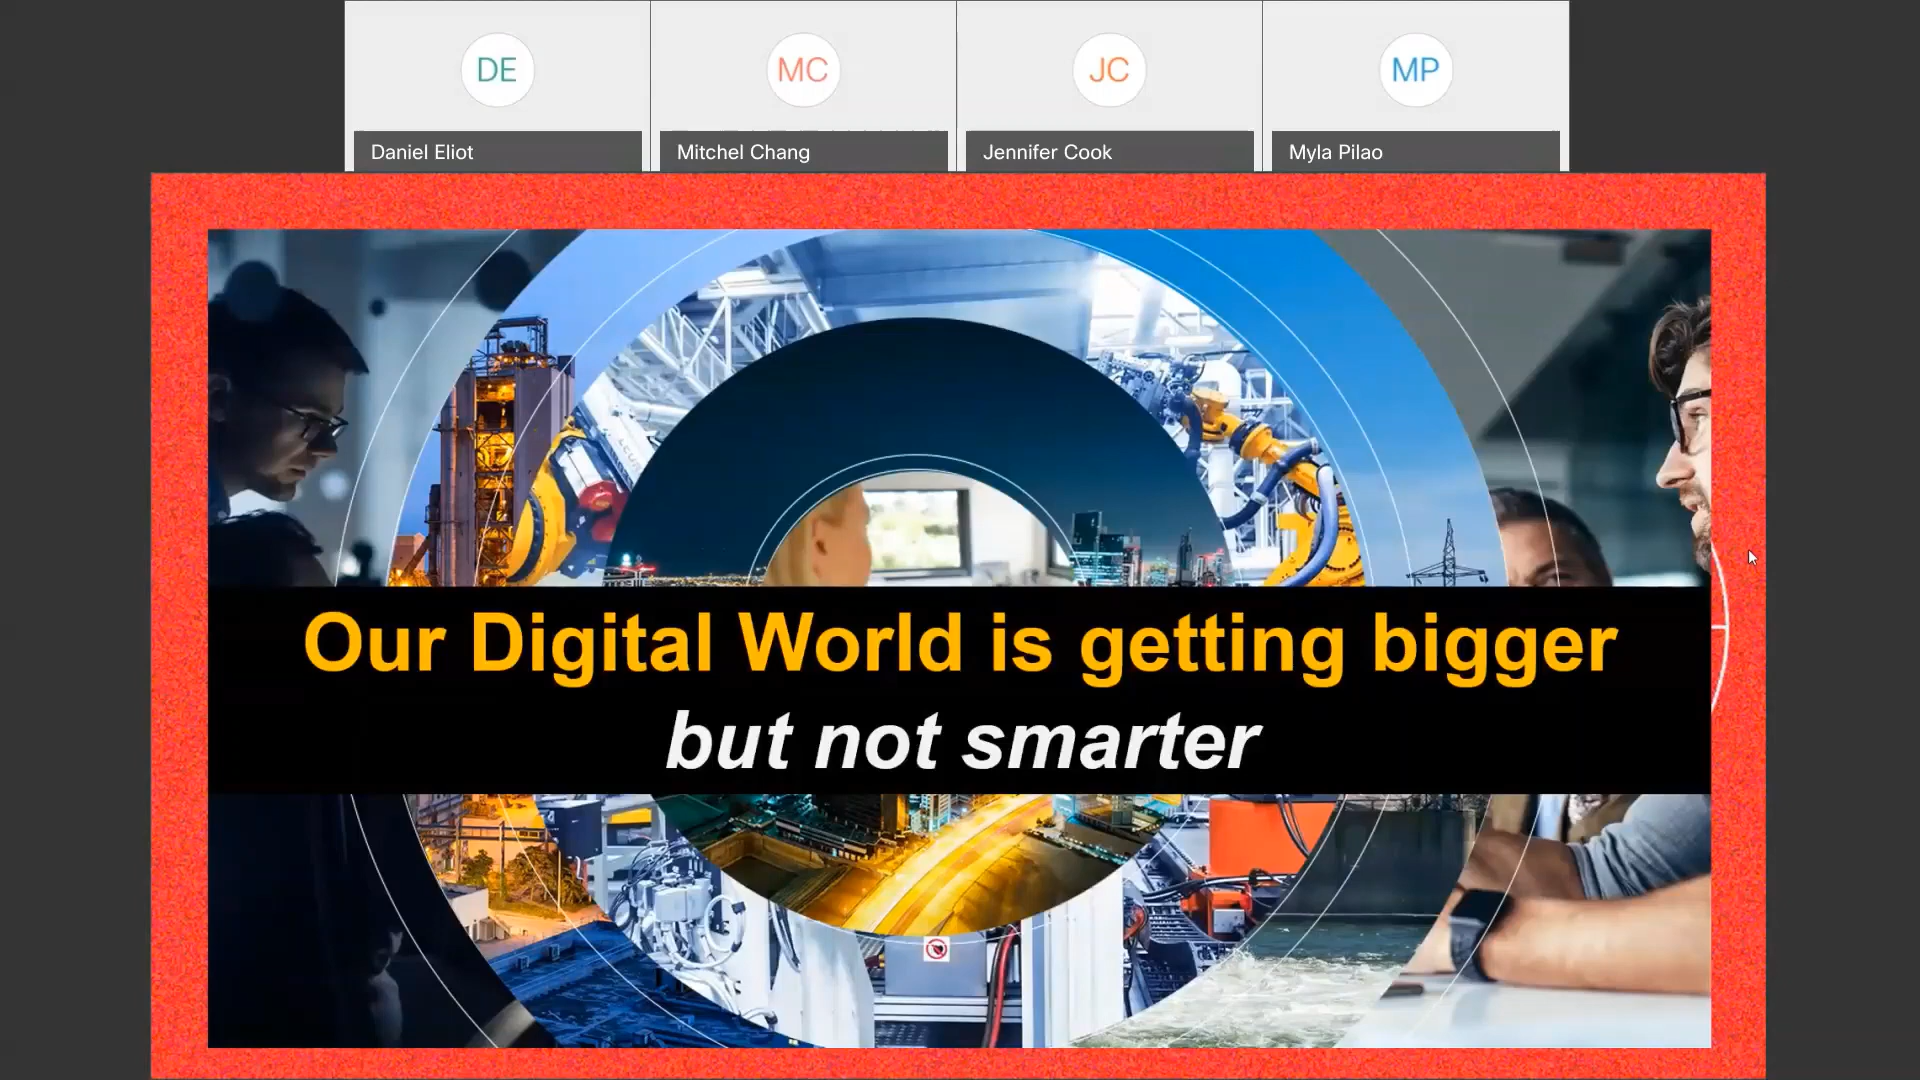 DE
MC
JC
MP
Daniel Eliot
Mitchel Chang
Jennifer Cook
Myla Pilao
Our Digital World is getting bigger
but not smarter